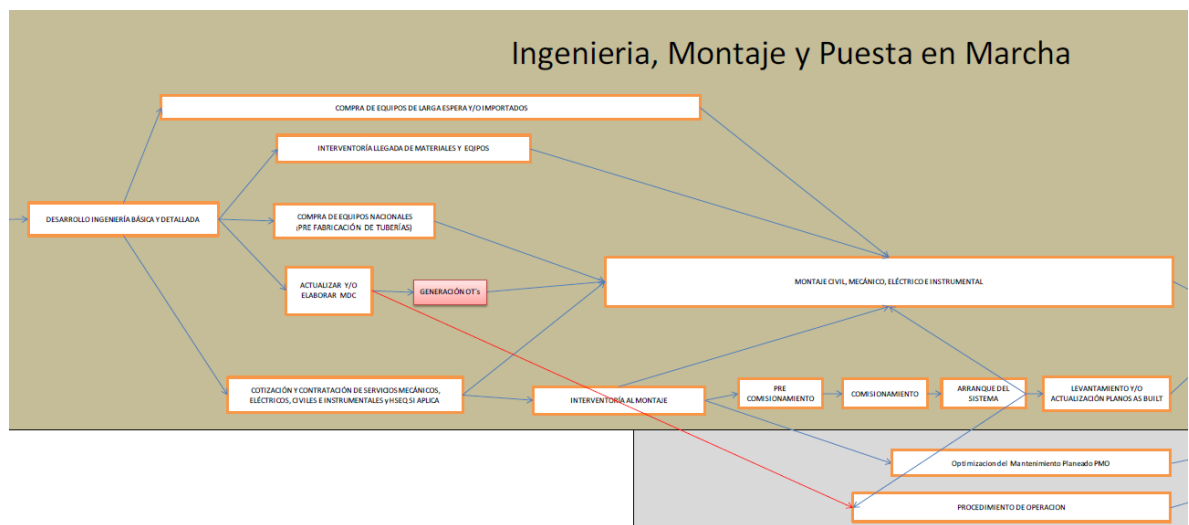 Ingenieria, Montaje y Puesta en Marcha
COMPRA DE EQUIPOS DE LARGA ESPERA Y/O IMPORTADOS
INTERVENTORÍA LLEGADA DE MATERIALES Y EQIPOS
DESARROLLO INGENIERÍA BÁSICA Y DETALLADA
COMPRA DE EQUIPOS NACIONALES
(PRE FABRICACIÓN DE TUBERÍAS)
ACTUALIZAR Y/O
ELABORAR MDC
GENERACIÓN OT's
MONTAJE CIVIL, MECÁNICO, ELÉCTRICO E INSTRUMENTAL
COTIZACIÓN Y CONTRATACIÓN DE SERVICIOS MECÁNICOS,
ELÉCTRICOS, CIVILES E INSTRUMENTALES yHSEQ SI APLICA
INTERVENTORÍA AL MONTAJE
PRE
COMISIONAMIENTO
COMISIONAMIENTO
ARRANQUE DEL
SISTEMA
LEVANTAMIENTO Y/O
ACTUALIZACIÓN PLANOS AS BUILT
Optimizacion del Mantenimiento Planeado PMO
PROCEDIMIENTO DE OPERACION